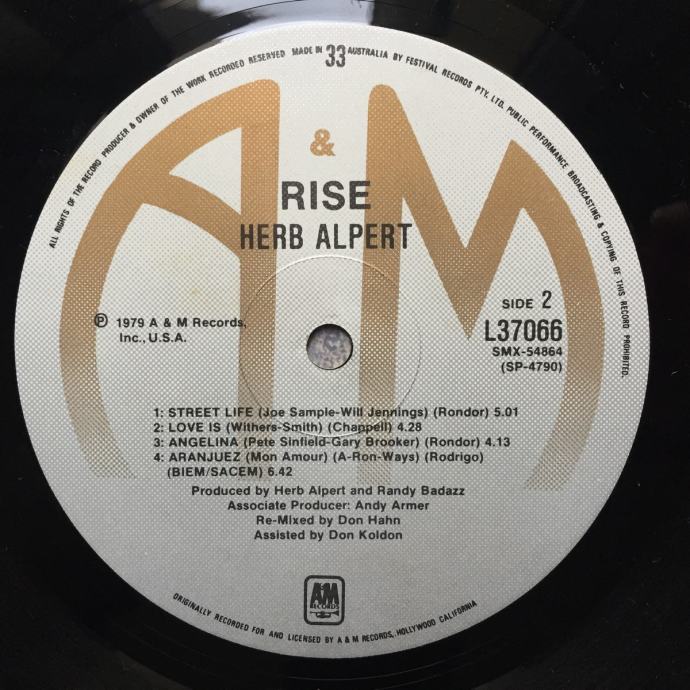 ALL RIGHTS OF THE RECORD PRODUCER & OWNER OF THE WORK RECORDED RESERVED MADE IN 33 AUSTRALIA BY FESTIVAL RECORDS PTY. LTD. PUBLIC PERFORMANCE BROADCASTING & COPYING OF THIS RECORD PROHIBITED.
A & M
RISE
HERB ALPERT
℗ 1979 A & M Records,
Inc., U.S.A.
SIDE 2
L37066
SMX-54864
(SP-4790)
1: STREET LIFE (Joe Sample-Will Jennings) (Rondor) 5.01
2: LOVE IS (Withers-Smith) (Chappell) 4.28
3: ANGELINA (Pete Sinfield-Gary Brooker) (Rondor) 4.13
4: ARANJUEZ (Mon Amour) (A-Ron-Ways) (Rodrigo)
(BIEM/SACEM) 6.42
Produced by Herb Alpert and Randy Badazz
Associate Producer: Andy Armer
Re-Mixed by Don Hahn
Assisted by Don Koldon
A&M
RECORDS
ORIGINALLY RECORDED FOR AND LICENSED BY A & M RECORDS, HOLLYWOOD CALIFORNIA